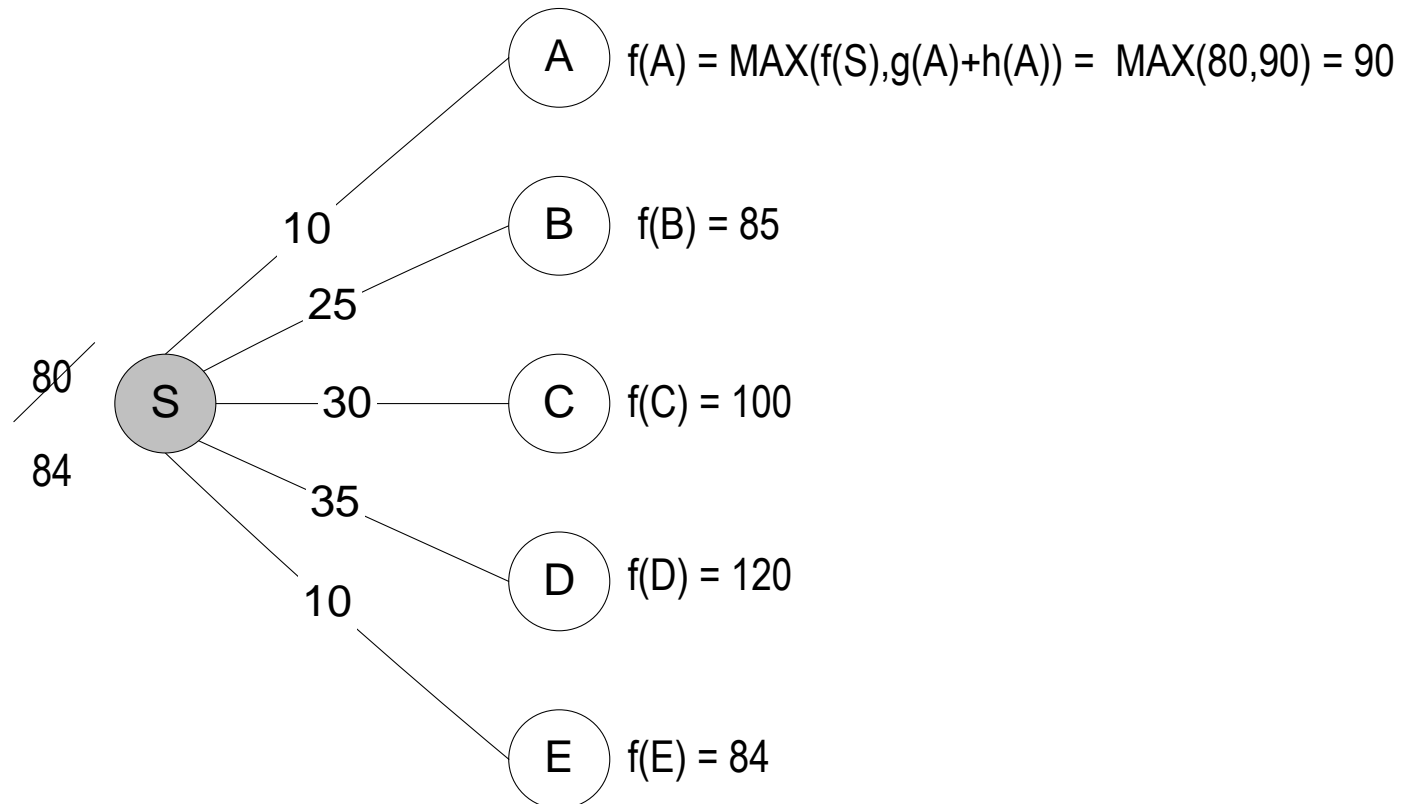 A f(A) = MAX(f(S),g(A)+h(A)) = MAX(80,90) = 90
10
B f(B) = 85
25
80
S 30 C f(C) = 100
84
35
D f(D) = 120
10
E f(E) = 84